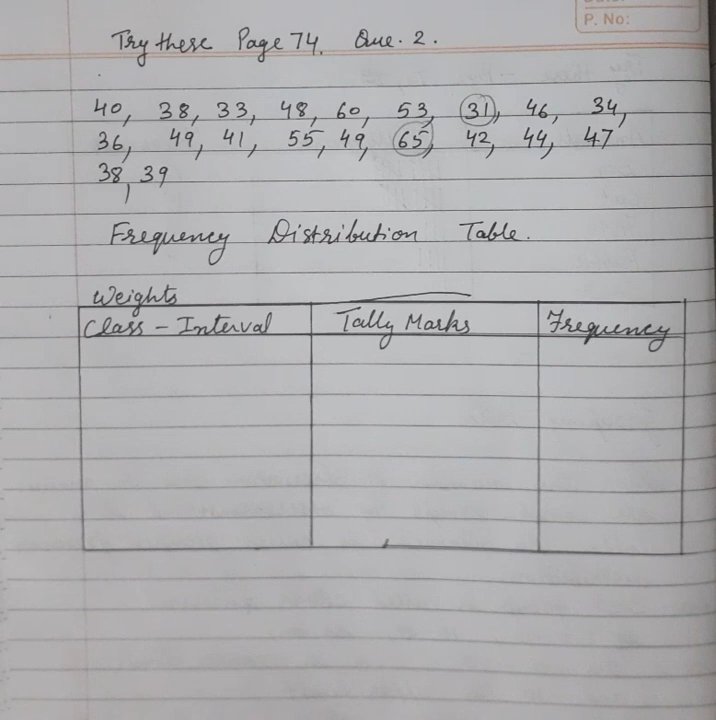 P. No:
Try these Page 74. Que. 2.
40, 38, 33, 48, 60, 53, 31, 46, 34,
36, 49, 41, 55, 49, 65, 42, 44, 47
38, 39
Frequency Distribution Table.
Weights
Class - Interval Tally Marks Frequency